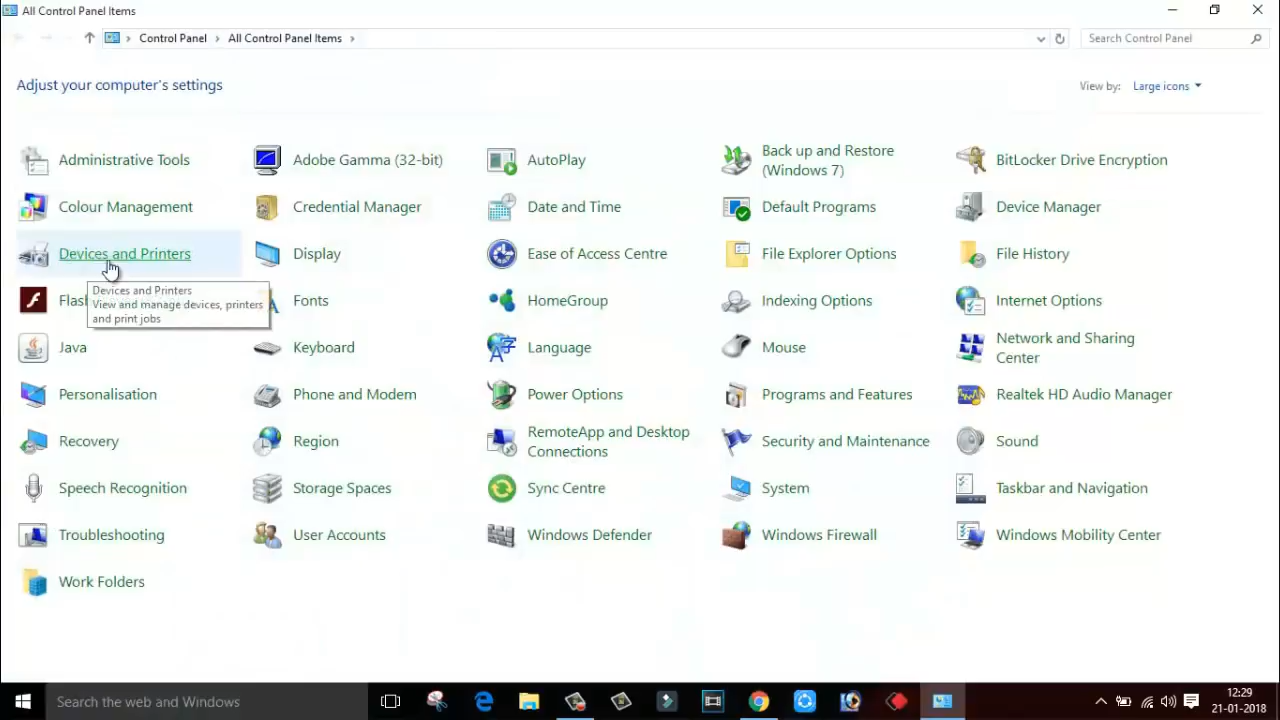 All Control Panel Items
Control Panel > All Control Panel Items >
Search Control Panel
Adjust your computer's settings
View by: Large icons
Administrative Tools
Adobe Gamma (32-bit)
AutoPlay
Back up and Restore
(Windows 7)
BitLocker Drive Encryption
Colour Management
Credential Manager
Date and Time
Default Programs
Device Manager
Devices and Printers
Display
Ease of Access Centre
File Explorer Options
File History
Flash
Devices and Printers
View and manage devices, printers
and print jobs
Fonts
HomeGroup
Indexing Options
Internet Options
Java
Keyboard
Language
Mouse
Network and Sharing
Center
Personalisation
Phone and Modem
Power Options
Programs and Features
Realtek HD Audio Manager
Recovery
Region
RemoteApp and Desktop
Connections
Security and Maintenance
Sound
Speech Recognition
Storage Spaces
Sync Centre
System
Taskbar and Navigation
Troubleshooting
User Accounts
Windows Defender
Windows Firewall
Windows Mobility Center
Work Folders
Search the web and Windows
12:29
21-01-2018